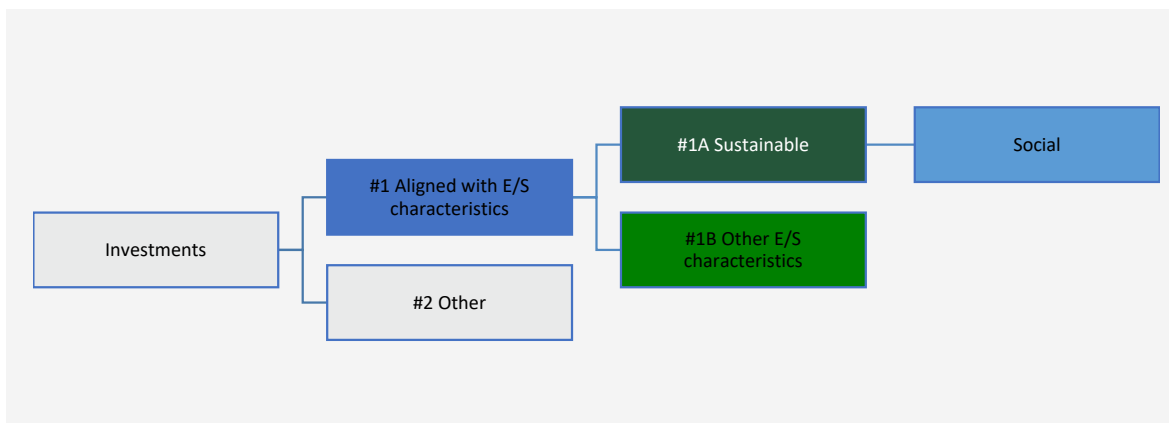 Investments
#1 Aligned with E/S
characteristics
#2 Other
#1A Sustainable
#1B Other E/S
characteristics
Social